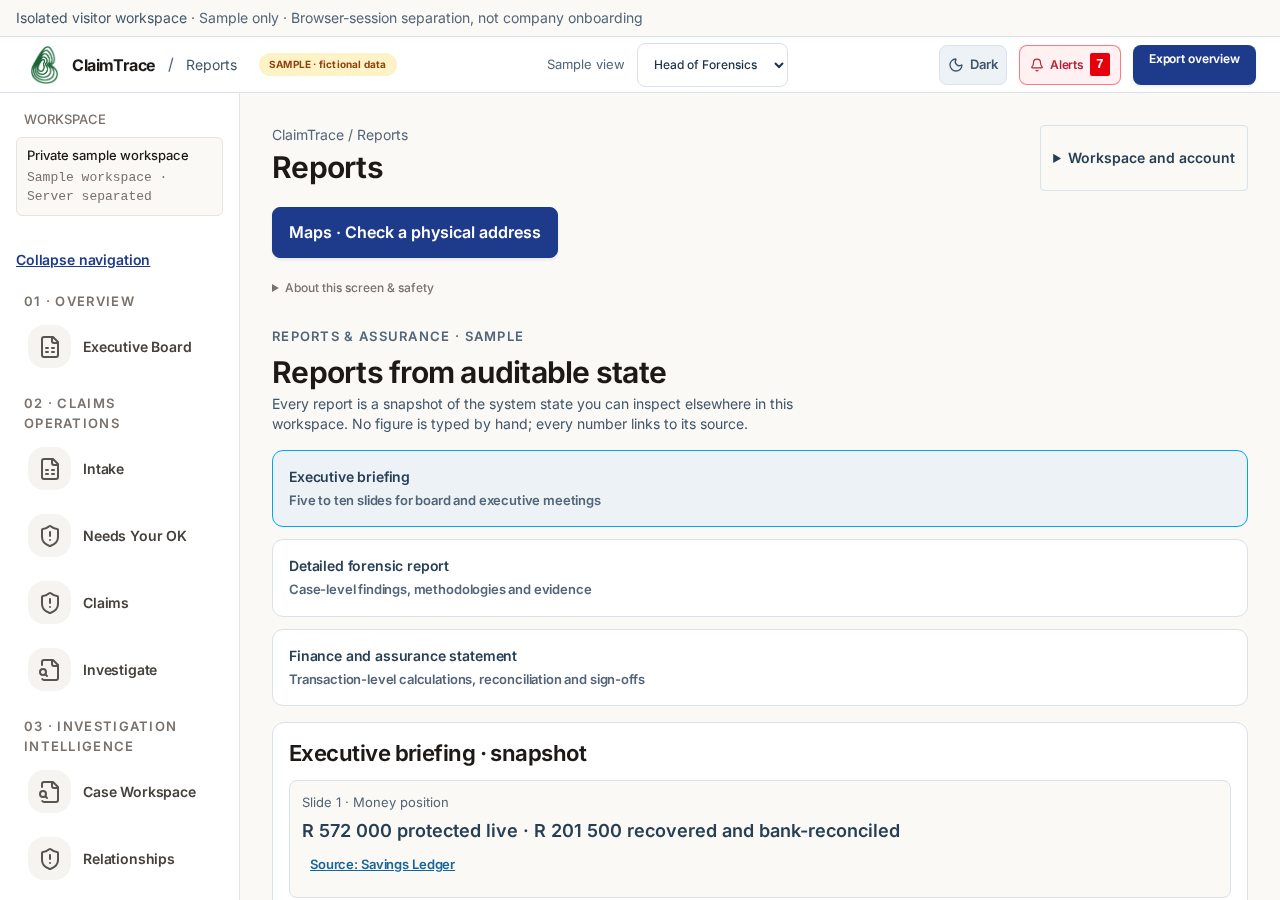 Isolated visitor workspace · Sample only · Browser-session separation, not company onboarding
ClaimTrace / Reports SAMPLE · fictional data Sample view Head of Forensics Dark Alerts 7 Export overview
WORKSPACE
Private sample workspace
Sample workspace ·
Server separated
Collapse navigation
01 · OVERVIEW
Executive Board
02 · CLAIMS
OPERATIONS
Intake
Needs Your OK
Claims
Investigate
03 · INVESTIGATION
INTELLIGENCE
Case Workspace
Relationships
ClaimTrace / Reports
Reports
Workspace and account
Maps · Check a physical address
About this screen & safety
REPORTS & ASSURANCE · SAMPLE
Reports from auditable state
Every report is a snapshot of the system state you can inspect elsewhere in this
workspace. No figure is typed by hand; every number links to its source.
Executive briefing
Five to ten slides for board and executive meetings
Detailed forensic report
Case-level findings, methodologies and evidence
Finance and assurance statement
Transaction-level calculations, reconciliation and sign-offs
Executive briefing · snapshot
Slide 1 · Money position
R 572 000 protected live · R 201 500 recovered and bank-reconciled
Source: Savings Ledger